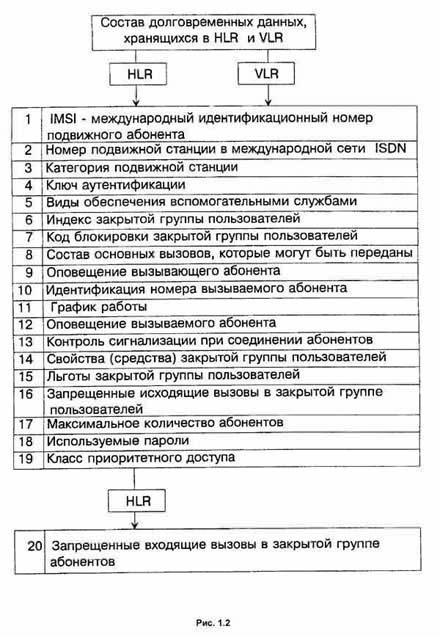 Состав долговременных данных,
хранящихся в HLR и VLR
HLR
VLR
1 IMSI - международный идентификационный номер
подвижного абонента
2 Номер подвижной станции в международной сети ISDN
3 Категория подвижной станции
4 Ключ аутентификации
5 Виды обеспечения вспомогательными службами
6 Индекс закрытой группы пользователей
7 Код блокировки закрытой группы пользователей
8 Состав основных вызовов, которые могут быть переданы
9 Оповещение вызывающего абонента
10 Идентификация номера вызываемого абонента
11 График работы
12 Оповещение вызываемого абонента
13 Контроль сигнализации при соединении абонентов
14 Свойства (средства) закрытой группы пользователей
15 Льготы закрытой группы пользователей
16 Запрещенные исходящие вызовы в закрытой группе
пользователей
17 Максимальное количество абонентов
18 Используемые пароли
19 Класс приоритетного доступа
HLR
20 Запрещенные входящие вызовы в закрытой группе
абонентов
Рис. 1.2